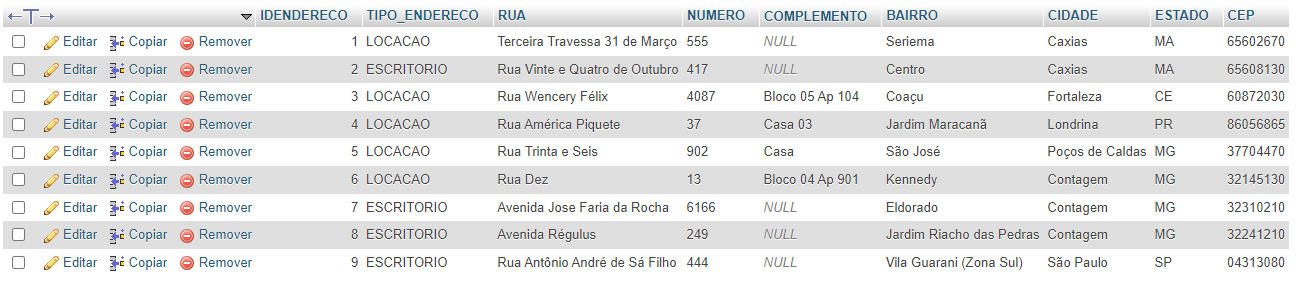 IDENDERECO TIPO_ENDERECO RUA NUMERO COMPLEMENTO BAIRRO CIDADE ESTADO CEP
Editar Copiar Remover 1 LOCACAO Terceira Travessa 31 de Março 555 NULL Seriema Caxias MA 65602670
Editar Copiar Remover 2 ESCRITORIO Rua Vinte e Quatro de Outubro 417 NULL Centro Caxias MA 65608130
Editar Copiar Remover 3 LOCACAO Rua Wencery Félix 4087 Bloco 05 Ap 104 Coaçu Fortaleza CE 60872030
Editar Copiar Remover 4 LOCACAO Rua América Piquete 37 Casa 03 Jardim Maracanã Londrina PR 86056865
Editar Copiar Remover 5 LOCACAO Rua Trinta e Seis 902 Casa São José Poços de Caldas MG 37704470
Editar Copiar Remover 6 LOCACAO Rua Dez 13 Bloco 04 Ap 901 Kennedy Contagem MG 32145130
Editar Copiar Remover 7 ESCRITORIO Avenida Jose Faria da Rocha 6166 NULL Eldorado Contagem MG 32310210
Editar Copiar Remover 8 ESCRITORIO Avenida Régulus 249 NULL Jardim Riacho das Pedras Contagem MG 32241210
Editar Copiar Remover 9 ESCRITORIO Rua Antônio André de Sá Filho 444 NULL Vila Guarani (Zona Sul) São Paulo SP 04313080